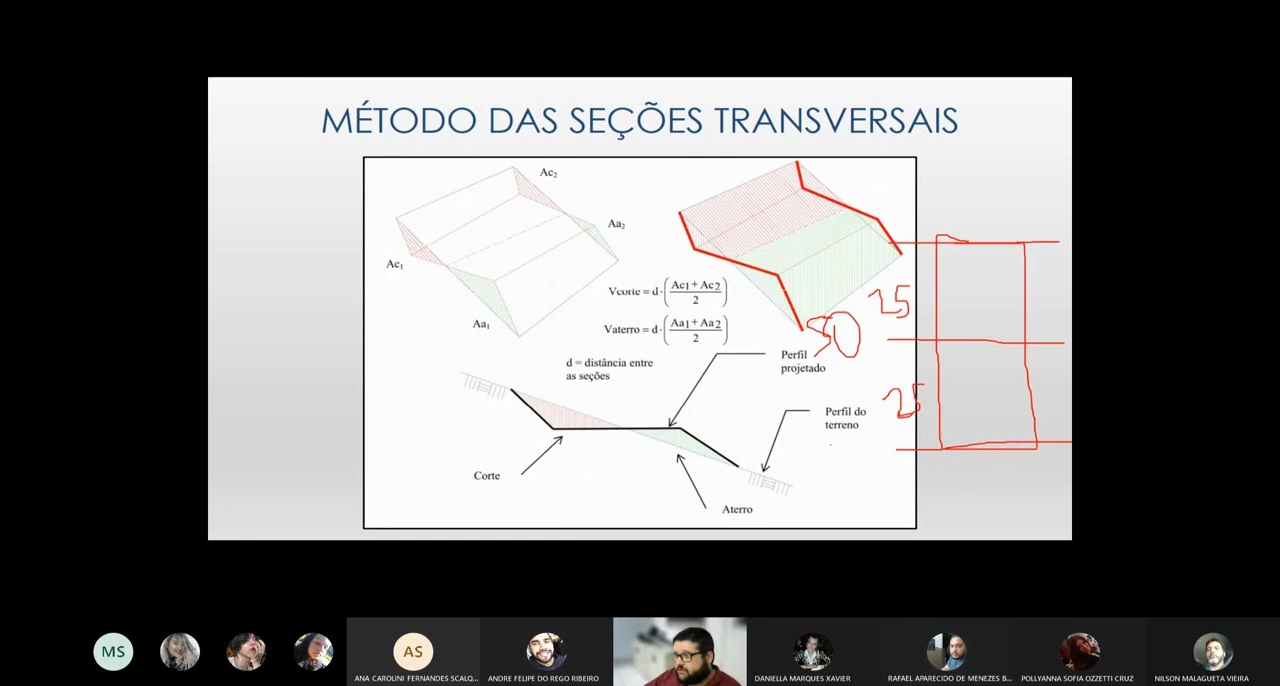 MÉTODO DAS SEÇÕES TRANSVERSAIS
Ac₂
Aa₂
Ac₁
Aa₁
Vcorte = d · ( Ac₁ + Ac₂ / 2 )
Vaterro = d · ( Aa₁ + Aa₂ / 2 )
d = distância entre
as seções
50
25
25
Perfil
projetado
Perfil do
terreno
Corte
Aterro
MS
AS
ANA CAROLINI FERNANDES SCALQ...
ANDRE FELIPE DO REGO RIBEIRO
DANIELLA MARQUES XAVIER
RAFAEL APARECIDO DE MENEZES B...
POLLYANNA SOFIA OZZETTI CRUZ
NILSON MALAGUETA VIEIRA